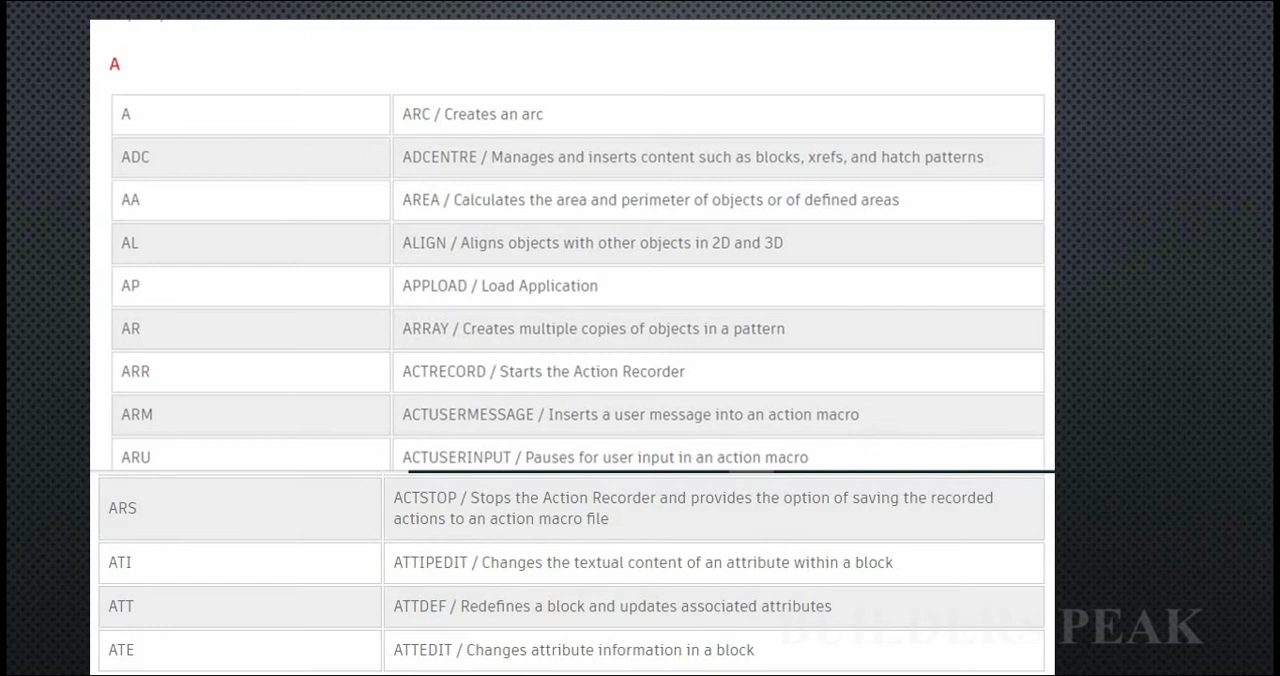 A
A ARC / Creates an arc
ADC ADCENTRE / Manages and inserts content such as blocks, xrefs, and hatch patterns
AA AREA / Calculates the area and perimeter of objects or of defined areas
AL ALIGN / Aligns objects with other objects in 2D and 3D
AP APPLOAD / Load Application
AR ARRAY / Creates multiple copies of objects in a pattern
ARR ACTRECORD / Starts the Action Recorder
ARM ACTUSERMESSAGE / Inserts a user message into an action macro
ARU ACTUSERINPUT / Pauses for user input in an action macro
ARS ACTSTOP / Stops the Action Recorder and provides the option of saving the recorded
actions to an action macro file
ATI ATTIPEDIT / Changes the textual content of an attribute within a block
ATT ATTDEF / Redefines a block and updates associated attributes
ATE ATTEDIT / Changes attribute information in a block
BUILDERS PEAK